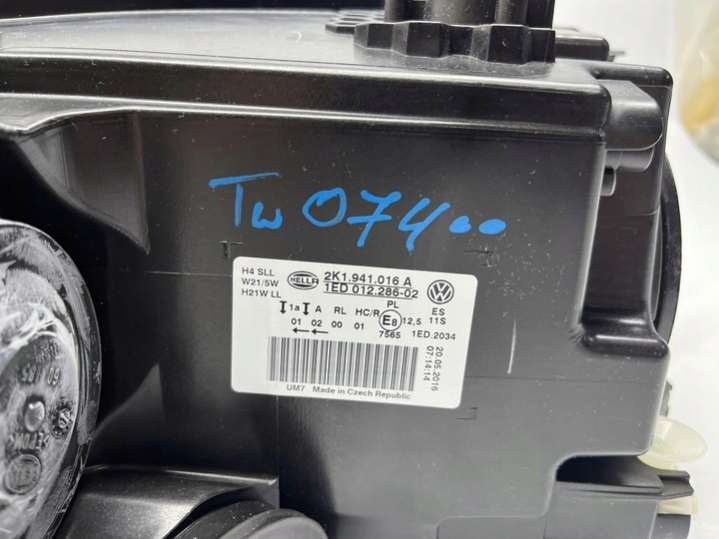 Tw 07400
H4 SLL
W21/5W
H21W LL
HELLA
2K1.941.016 A
1ED 012.286-02
1a A RL HC/R PL E8 12,5 ES 11S
01 02 00 01 7565 1ED.2034
20.05.2016
07:14:14
UM7 Made in Czech Republic